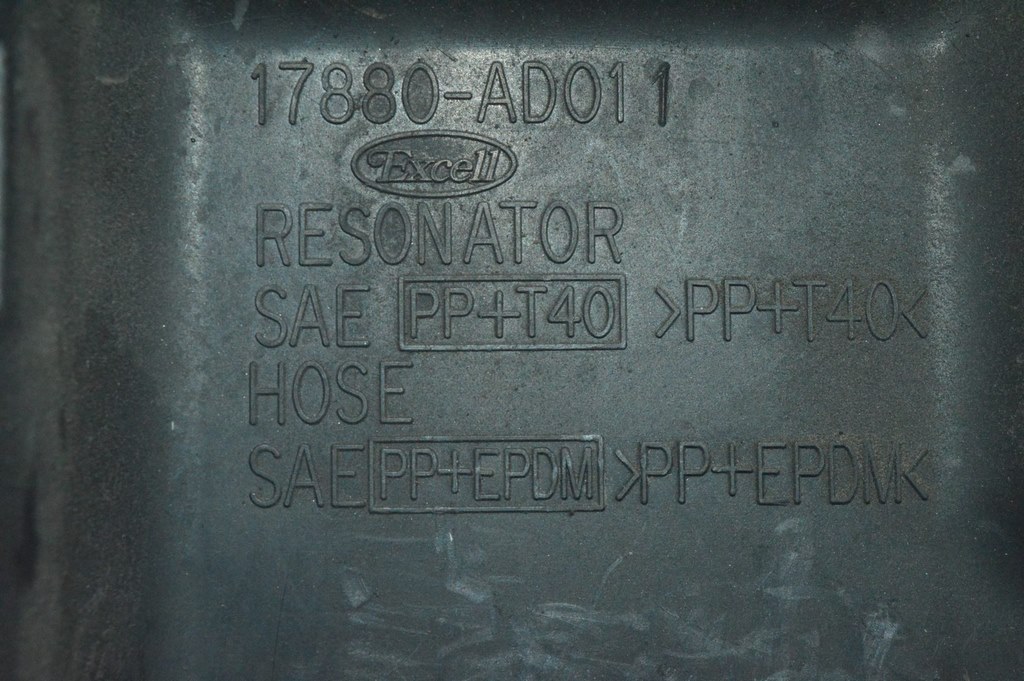 17880-AD011
Excell
RESONATOR
SAE PP+T40 >PP+T40<
HOSE
SAE PP+EPDM >PP+EPDM<